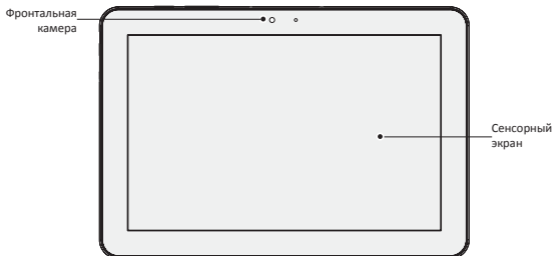 Фронтальная
камера
Сенсорный
экран